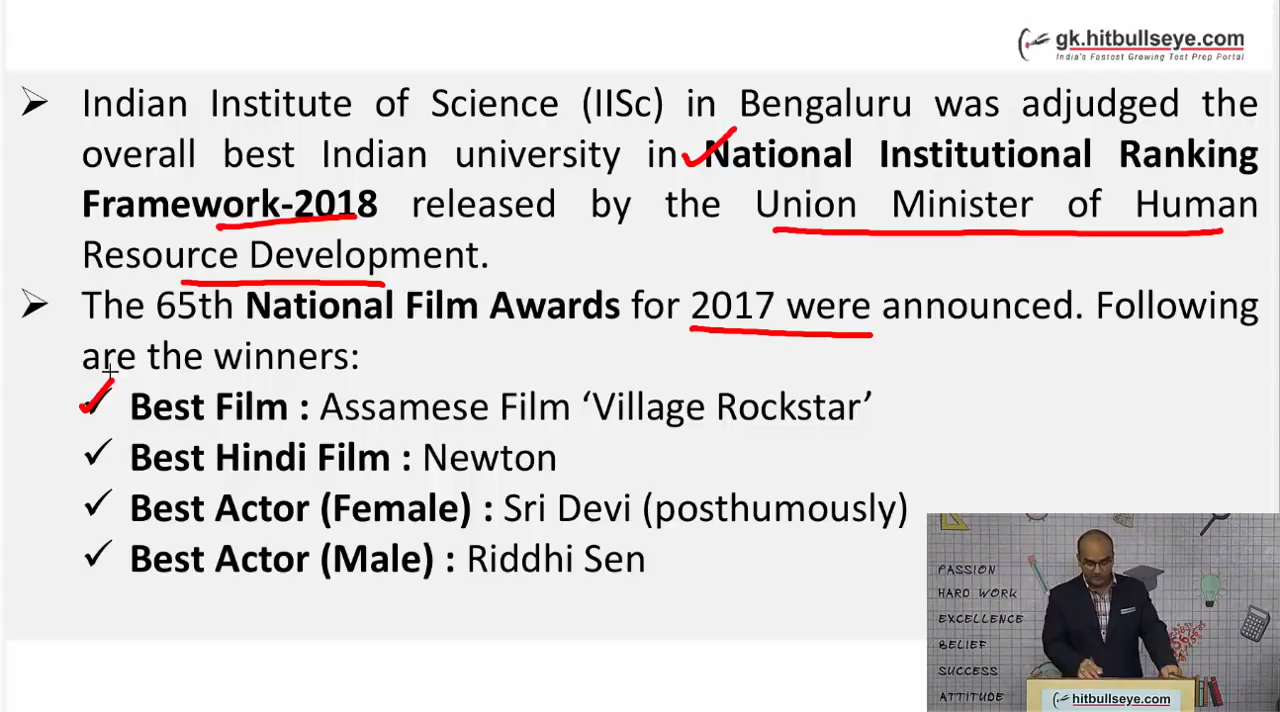 gk.hitbullseye.com
India's Fastest Growing Test Prep Portal
➤ Indian Institute of Science (IISc) in Bengaluru was adjudged the
overall best Indian university in National Institutional Ranking
Framework-2018 released by the Union Minister of Human
Resource Development.
➤ The 65th National Film Awards for 2017 were announced. Following
are the winners:
✓ Best Film : Assamese Film ‘Village Rockstar’
✓ Best Hindi Film : Newton
✓ Best Actor (Female) : Sri Devi (posthumously)
✓ Best Actor (Male) : Riddhi Sen
PASSION
HARD WORK
EXCELLENCE
BELIEF
SUCCESS
ATTITUDE
hitbullseye.com